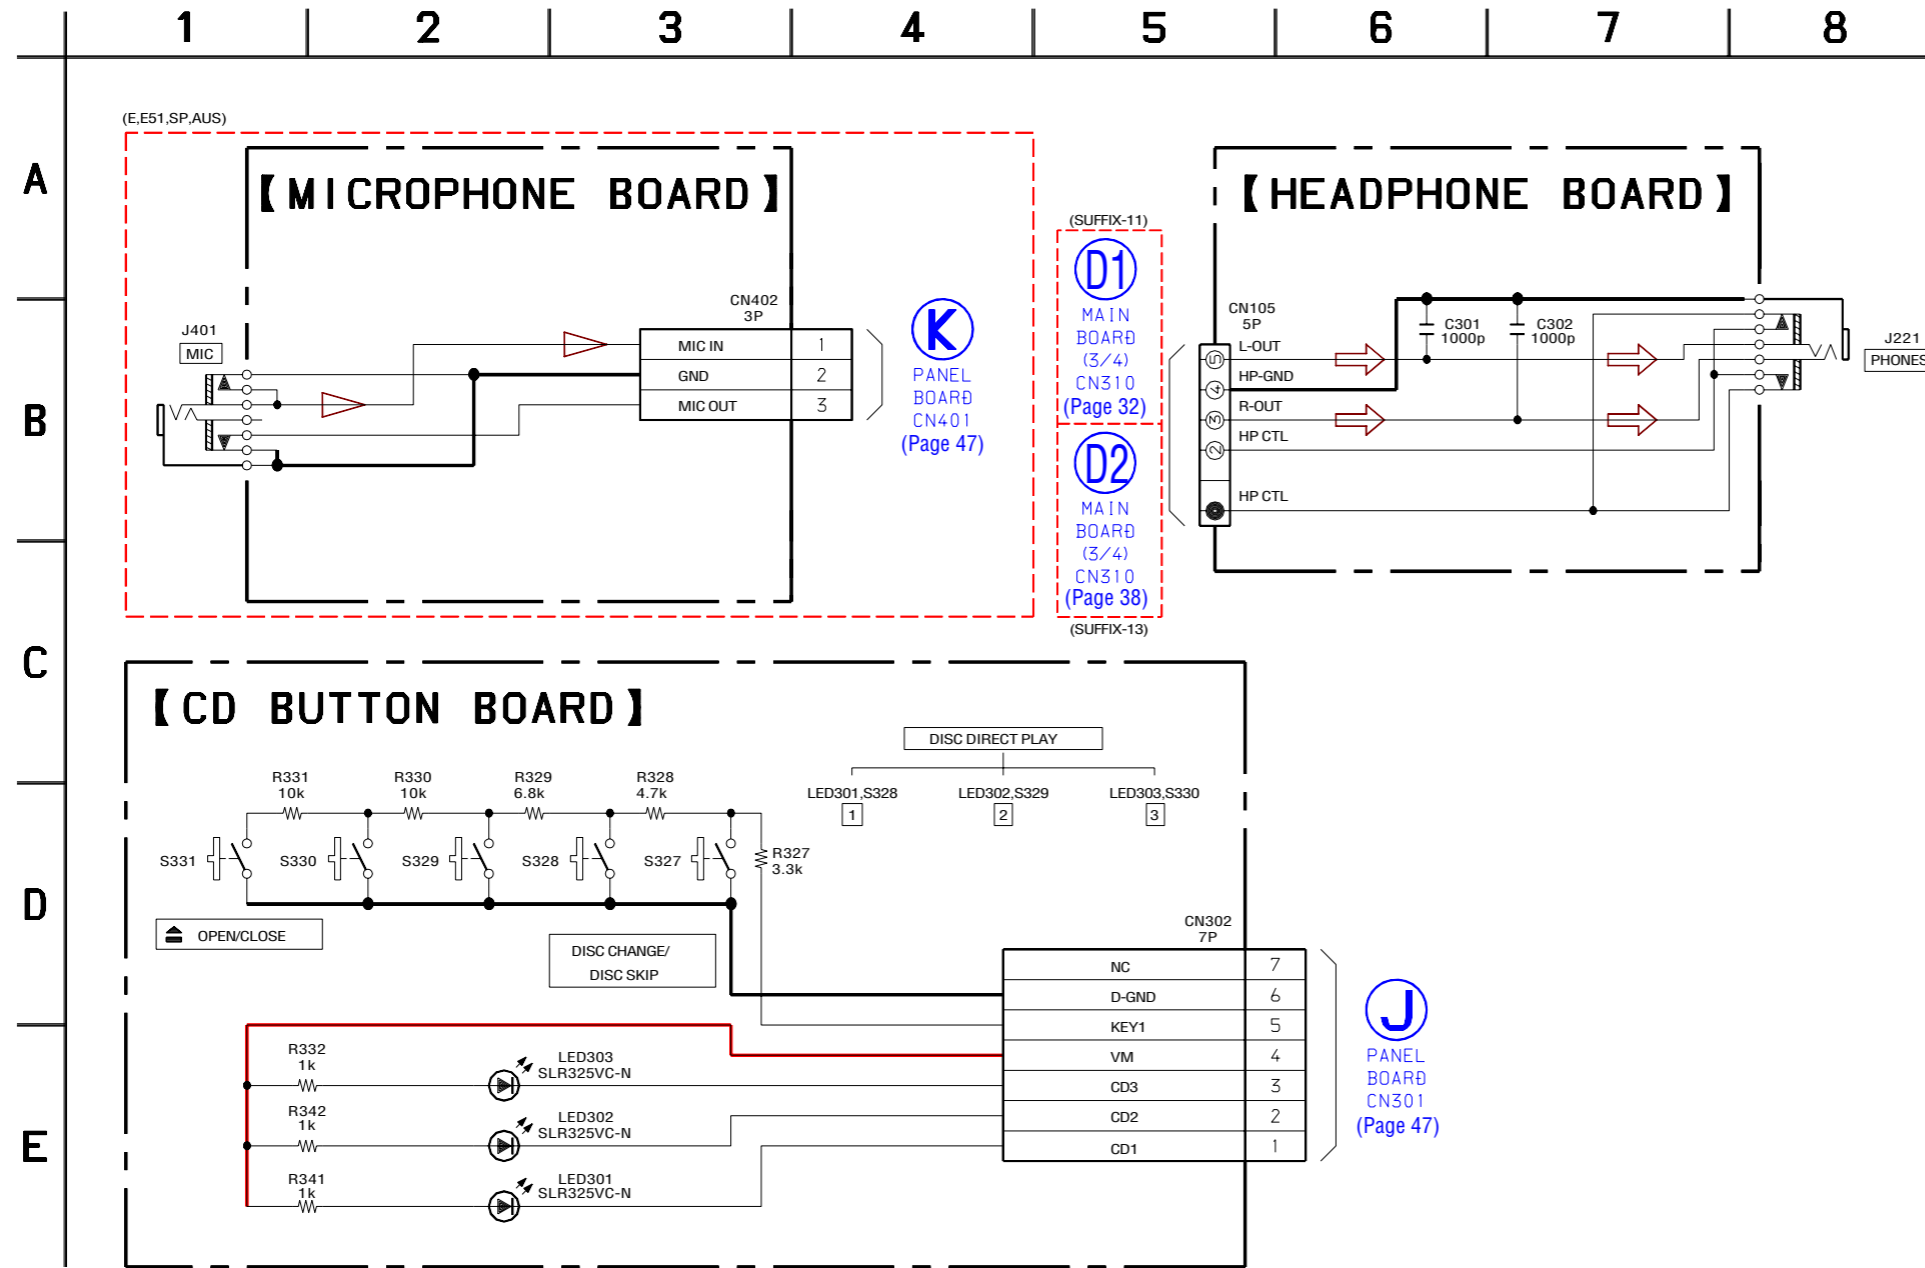 1 2 3 4 5 6 7 8
A
B
C
D
E
(E,E51,SP,AUS)
【MICROPHONE BOARD】
J401
MIC
CN402
3P
MIC IN 1
GND 2
MIC OUT 3
K
PANEL
BOARD
CN401
(Page 47)
(SUFFIX-11)
D1
MAIN
BOARD
(3/4)
CN310
(Page 32)
D2
MAIN
BOARD
(3/4)
CN310
(Page 38)
(SUFFIX-13)
【HEADPHONE BOARD】
CN105
5P
5 L-OUT
4 HP-GND
3 R-OUT
2 HP CTL
HP CTL
C301
1000p
C302
1000p
J221
PHONES
【CD BUTTON BOARD】
DISC DIRECT PLAY
LED301,S328
1
LED302,S329
2
LED303,S330
3
R331
10k
R330
10k
R329
6.8k
R328
4.7k
R327
3.3k
S331
S330
S329
S328
S327
OPEN/CLOSE
DISC CHANGE/
DISC SKIP
CN302
7P
NC 7
D-GND 6
KEY1 5
VM 4
CD3 3
CD2 2
CD1 1
J
PANEL
BOARD
CN301
(Page 47)
R332
1k
LED303
SLR325VC-N
R342
1k
LED302
SLR325VC-N
R341
1k
LED301
SLR325VC-N